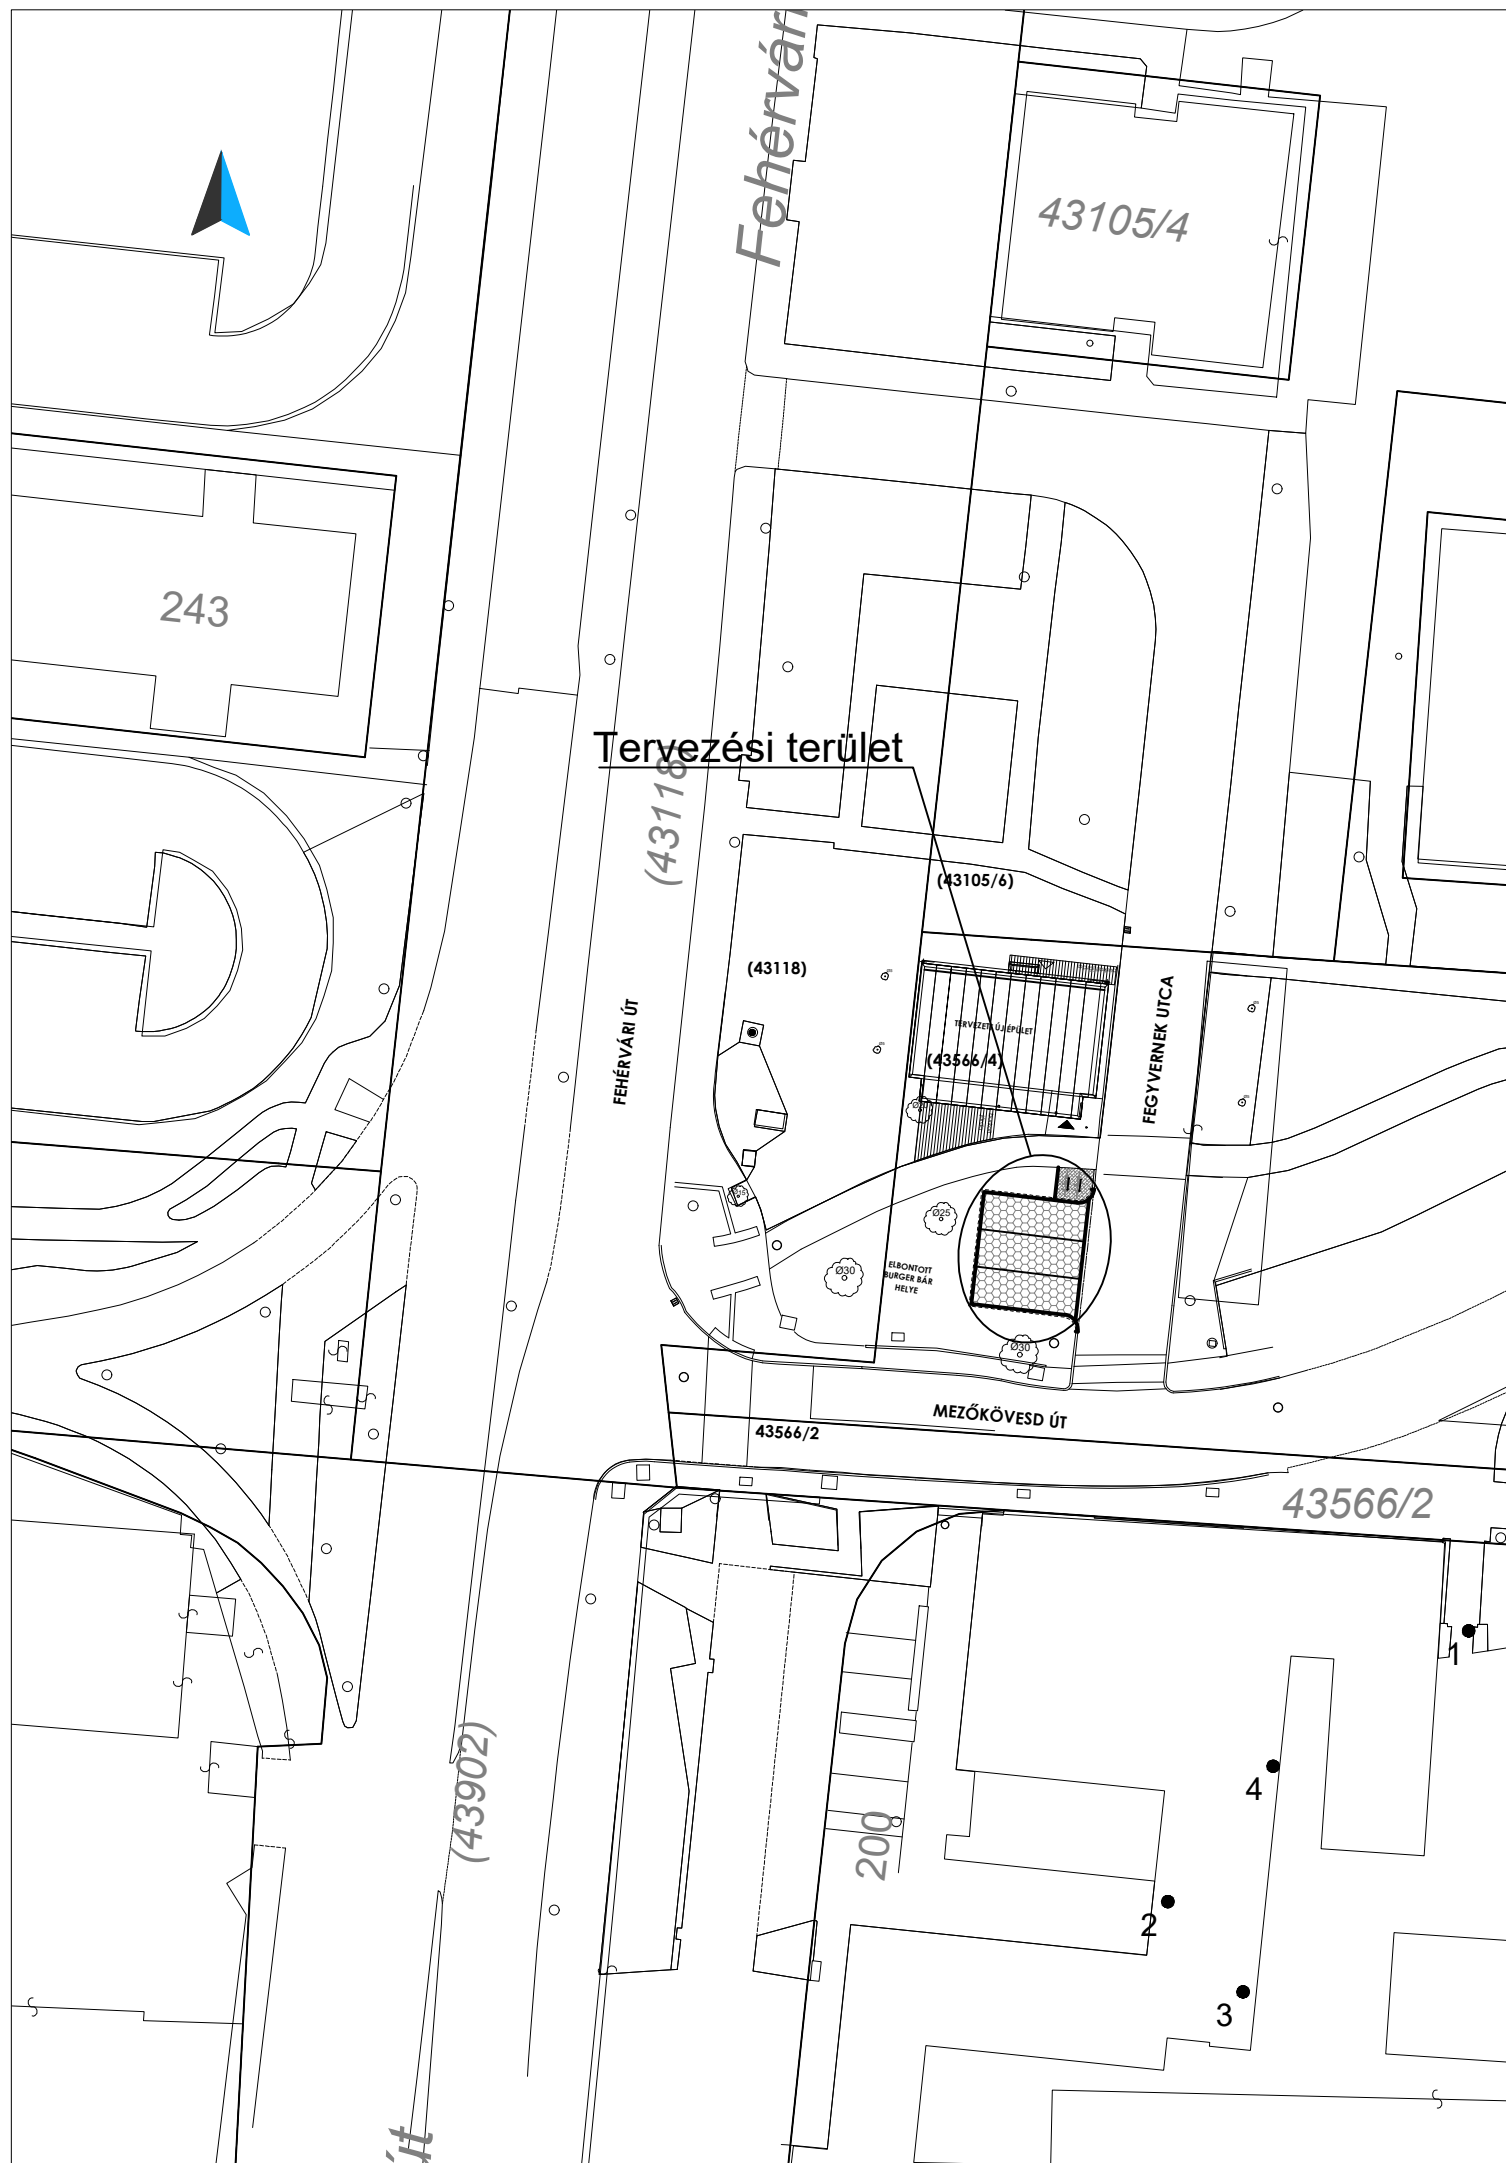 Fehérvári
43105/4
243
Tervezési terület
(43118)
(43105/6)
(43118)
TERVEZETT ÚJ ÉPÜLET
(43566/4)
FEHÉRVÁRI ÚT
FEGYVERNEK UTCA
Ø25
Ø30
ELBONTOTT
BURGER BÁR
HELYE
Ø30
MEZŐKÖVESD ÚT
43566/2
43566/2
1
(43902)
4
200
2
3
út